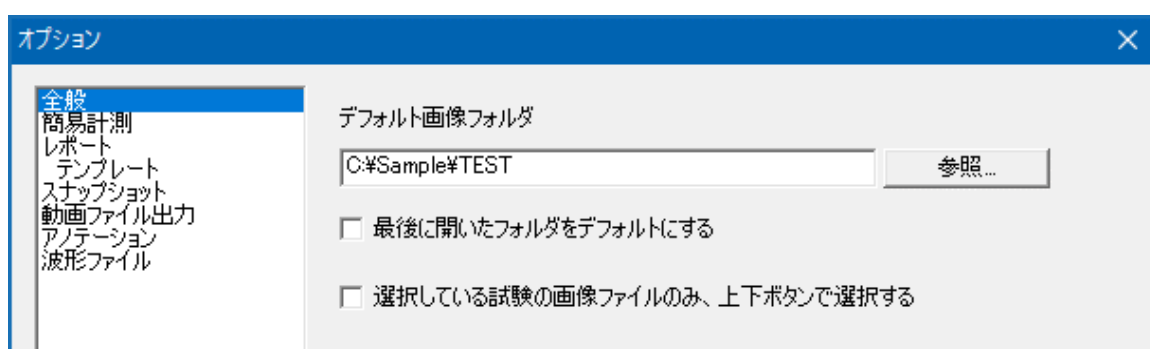 オプション
全般
簡易計測
レポート
テンプレート
スナップショット
動画ファイル出力
アノテーション
波形ファイル
デフォルト画像フォルダ
C:¥Sample¥TEST
参照...
最後に開いたフォルダをデフォルトにする
選択している試験の画像ファイルのみ、上下ボタンで選択する